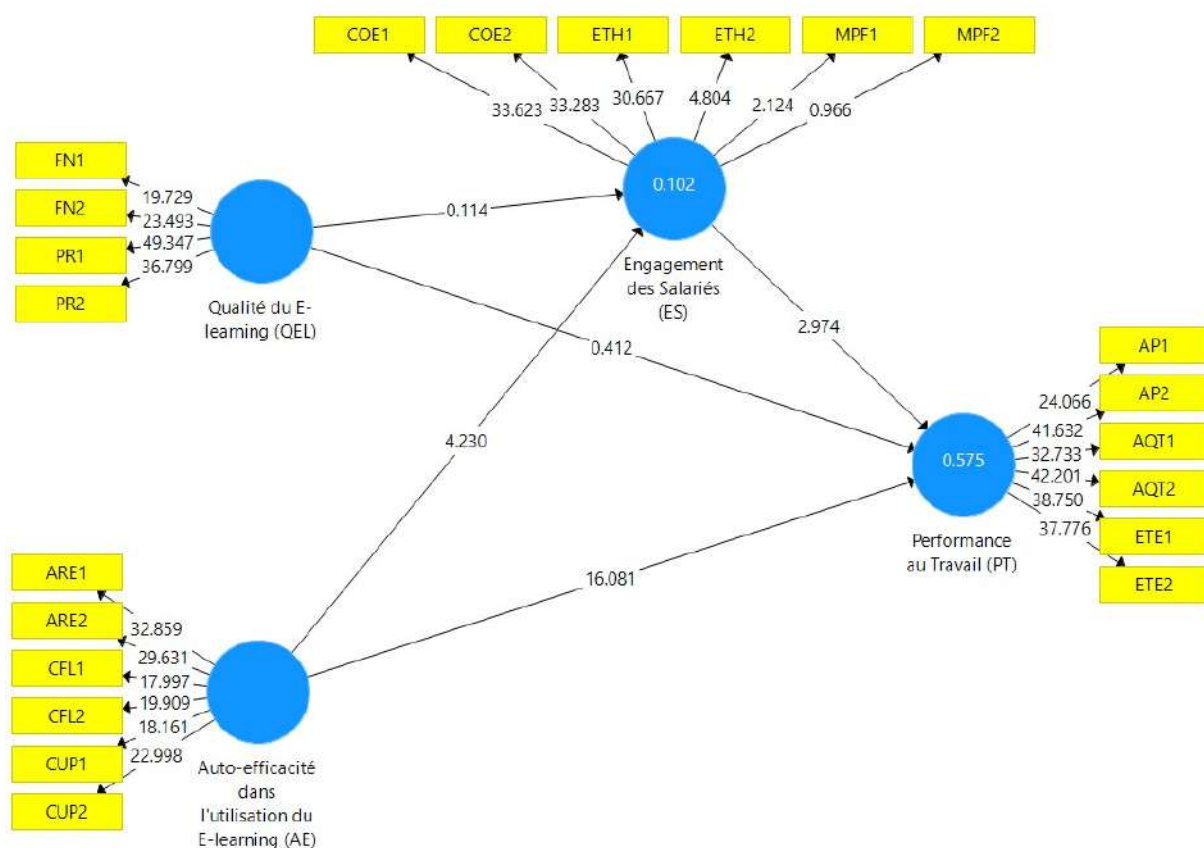 COE1
COE2
ETH1
ETH2
MPF1
MPF2
33.623
33.283
30.667
4.804
2.124
0.966
FN1
FN2
PR1
PR2
19.729
23.493
49.347
36.799
Qualité du E-
learning (QEL)
0.114
0.102
Engagement
des Salariés
(ES)
0.412
2.974
4.230
16.081
AP1
AP2
AQT1
AQT2
ETE1
ETE2
24.066
41.632
32.733
42.201
38.750
37.776
0.575
Performance
au Travail (PT)
ARE1
ARE2
CFL1
CFL2
CUP1
CUP2
32.859
29.631
17.997
19.909
18.161
22.998
Auto-efficacité
dans
l'utilisation du
E-learning (AE)